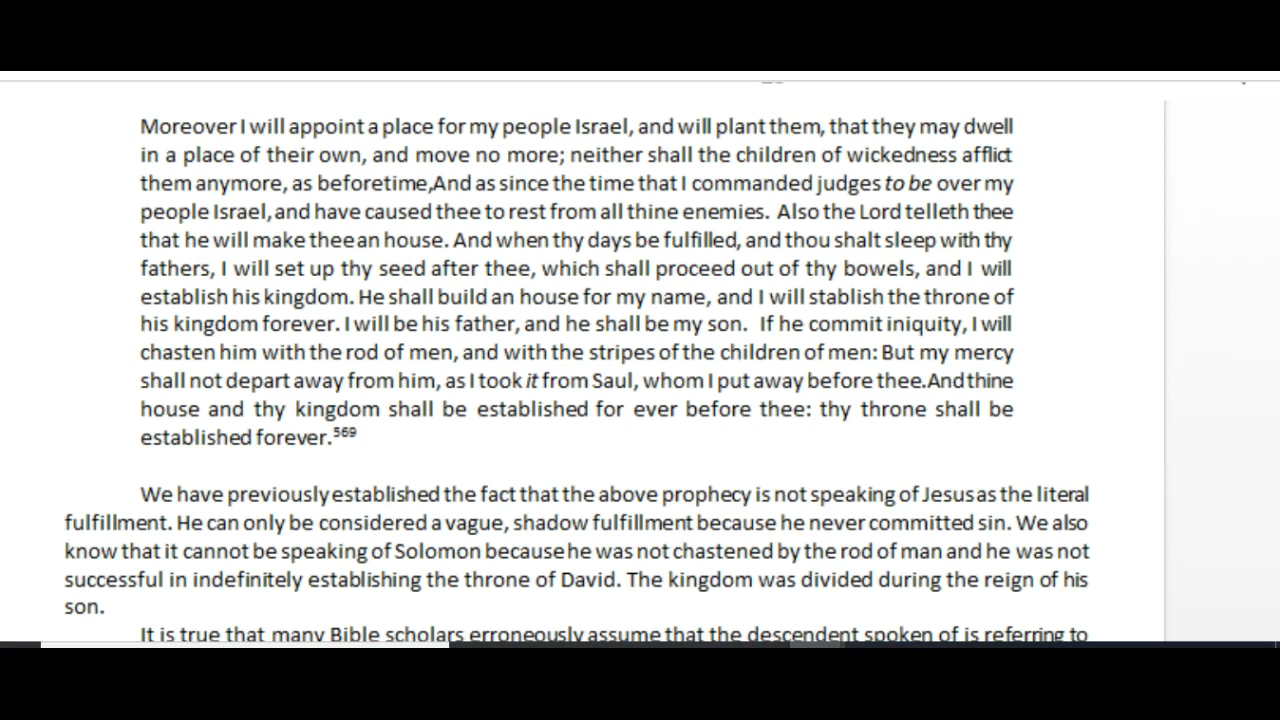 Moreover I will appoint a place for my people Israel, and will plant them, that they may dwell
in a place of their own, and move no more; neither shall the children of wickedness afflict
them anymore, as beforetime,And as since the time that I commanded judges to be over my
people Israel, and have caused thee to rest from all thine enemies. Also the Lord telleth thee
that he will make thee an house. And when thy days be fulfilled, and thou shalt sleep with thy
fathers, I will set up thy seed after thee, which shall proceed out of thy bowels, and I will
establish his kingdom. He shall build an house for my name, and I will stablish the throne of
his kingdom forever. I will be his father, and he shall be my son. If he commit iniquity, I will
chasten him with the rod of men, and with the stripes of the children of men: But my mercy
shall not depart away from him, as I took it from Saul, whom I put away before thee.And thine
house and thy kingdom shall be established for ever before thee: thy throne shall be
established forever.569
We have previously established the fact that the above prophecy is not speaking of Jesus as the literal
fulfillment. He can only be considered a vague, shadow fulfillment because he never committed sin. We also
know that it cannot be speaking of Solomon because he was not chastened by the rod of man and he was not
successful in indefinitely establishing the throne of David. The kingdom was divided during the reign of his
son.
It is true that many Bible scholars erroneously assume that the descendent spoken of is referring to